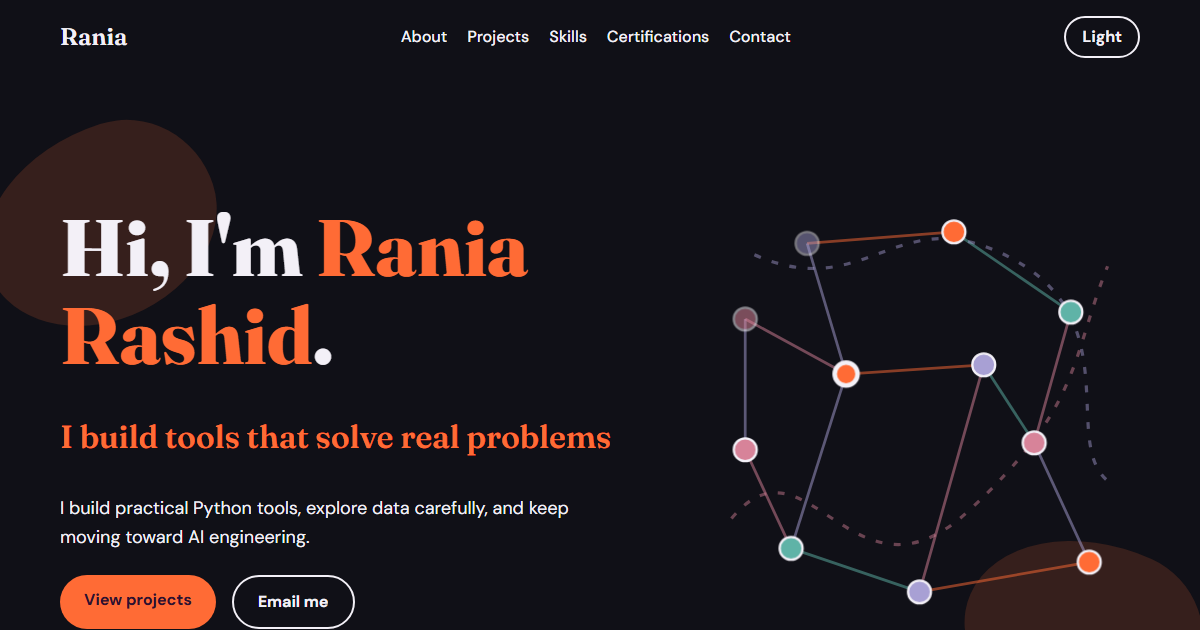 Rania
About Projects Skills Certifications Contact
Light
Hi, I'm Rania
Rashid.
I build tools that solve real problems
I build practical Python tools, explore data carefully, and keep
moving toward AI engineering.
View projects
Email me